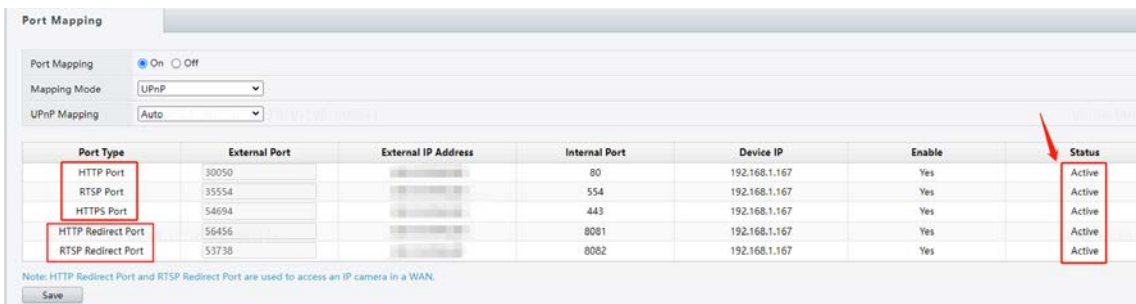 Port Mapping
Port Mapping On Off
Mapping Mode UPnP
UPnP Mapping Auto
Port Type External Port External IP Address Internal Port Device IP Enable Status
HTTP Port 30050 80 192.168.1.167 Yes Active
RTSP Port 35554 554 192.168.1.167 Yes Active
HTTPS Port 54694 443 192.168.1.167 Yes Active
HTTP Redirect Port 56456 8081 192.168.1.167 Yes Active
RTSP Redirect Port 53738 8082 192.168.1.167 Yes Active
Note: HTTP Redirect Port and RTSP Redirect Port are used to access an IP camera in a WAN.
Save